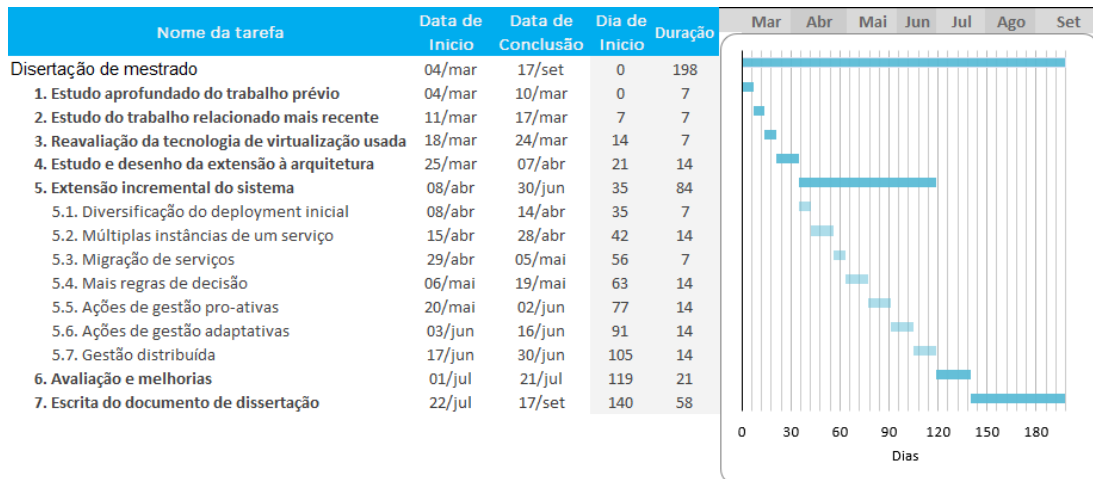 Nome da tarefa Data de Inicio Data de Conclusão Dia de Inicio Duração Mar Abr Mai Jun Jul Ago Set
Disertação de mestrado 04/mar 17/set 0 198
1. Estudo aprofundado do trabalho prévio 04/mar 10/mar 0 7
2. Estudo do trabalho relacionado mais recente 11/mar 17/mar 7 7
3. Reavaliação da tecnologia de virtualização usada 18/mar 24/mar 14 7
4. Estudo e desenho da extensão à arquitetura 25/mar 07/abr 21 14
5. Extensão incremental do sistema 08/abr 30/jun 35 84
5.1. Diversificação do deployment inicial 08/abr 14/abr 35 7
5.2. Múltiplas instâncias de um serviço 15/abr 28/abr 42 14
5.3. Migração de serviços 29/abr 05/mai 56 7
5.4. Mais regras de decisão 06/mai 19/mai 63 14
5.5. Ações de gestão pro-ativas 20/mai 02/jun 77 14
5.6. Ações de gestão adaptativas 03/jun 16/jun 91 14
5.7. Gestão distribuída 17/jun 30/jun 105 14
6. Avaliação e melhorias 01/jul 21/jul 119 21
7. Escrita do documento de dissertação 22/jul 17/set 140 58
0 30 60 90 120 150 180
Dias